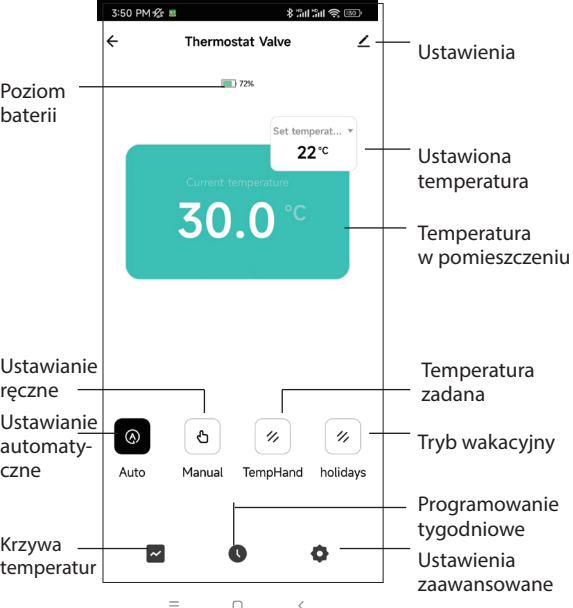 3:50 PM
Thermostat Valve
Ustawienia
72%
Poziom
baterii
Set temperat...
22 °C
Ustawiona
temperatura
Current temperature
30.0 °C
Temperatura
w pomieszczeniu
Ustawianie
ręczne
Temperatura
zadana
Ustawianie
automaty-
czne
Tryb wakacyjny
Auto
Manual
TempHand
holidays
Programowanie
tygodniowe
Krzywa
temperatur
Ustawienia
zaawansowane